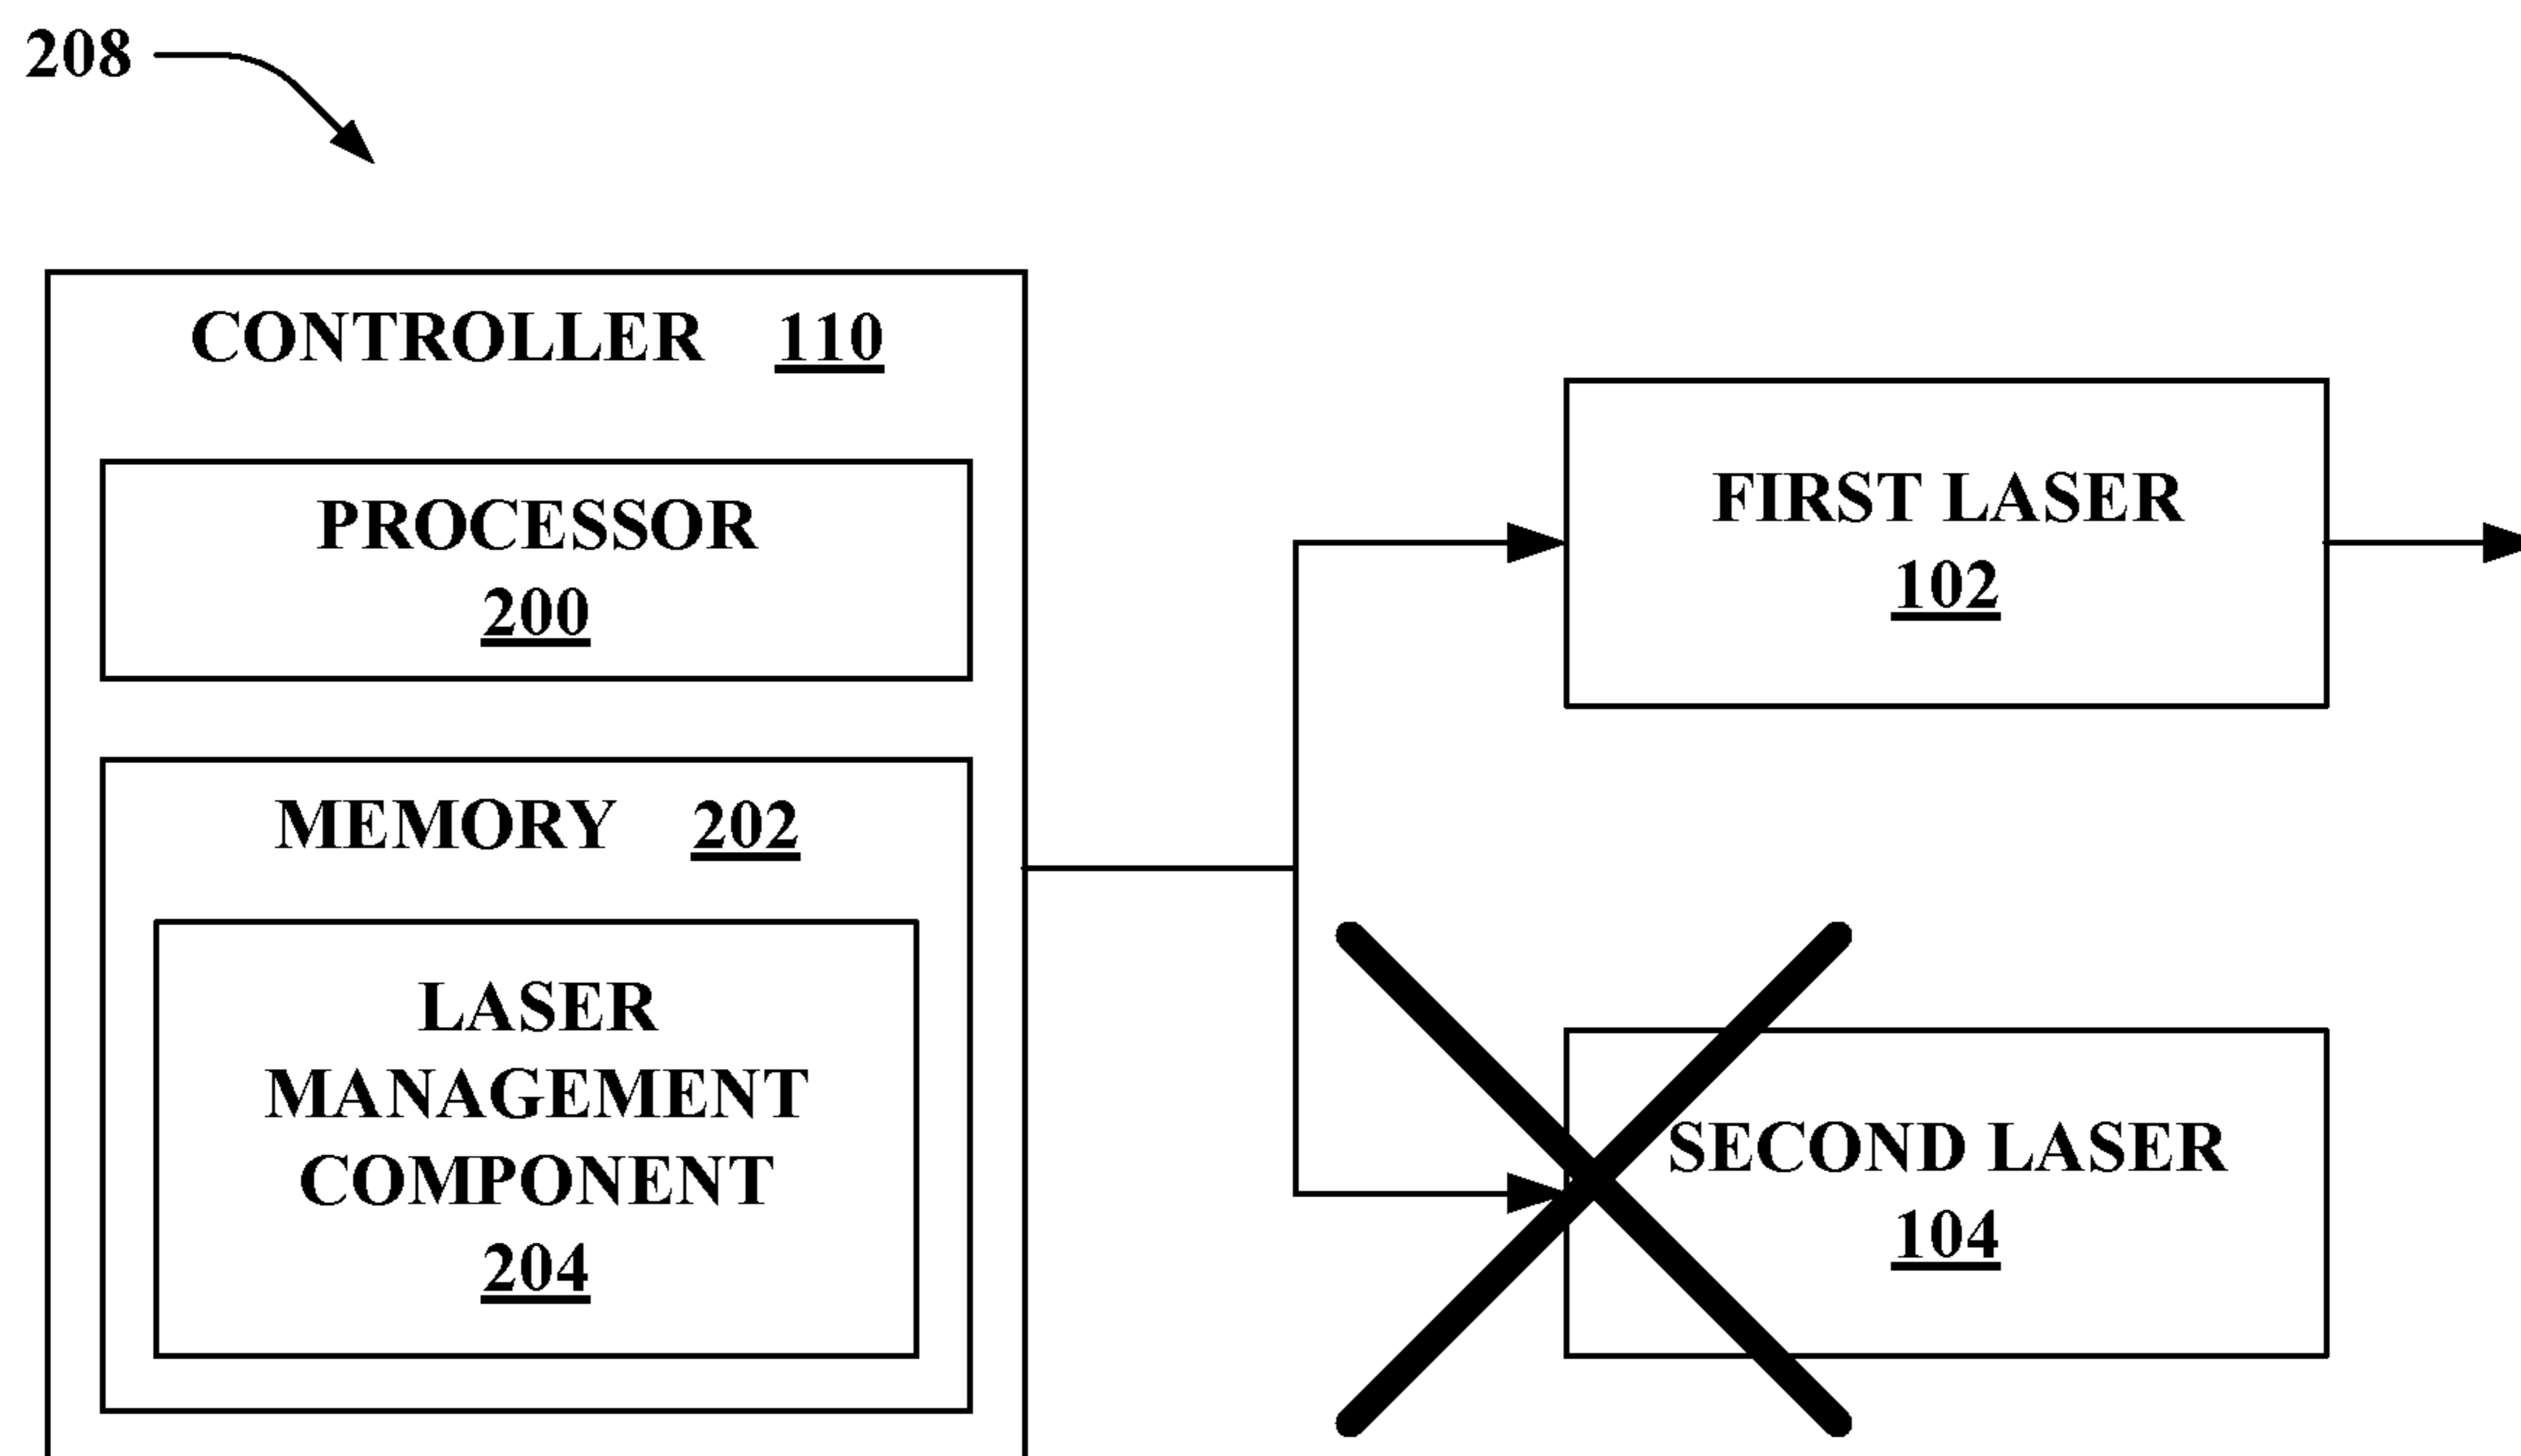 208
CONTROLLER 110
PROCESSOR
200
MEMORY 202
LASER
MANAGEMENT
COMPONENT
204
FIRST LASER
102
SECOND LASER
104